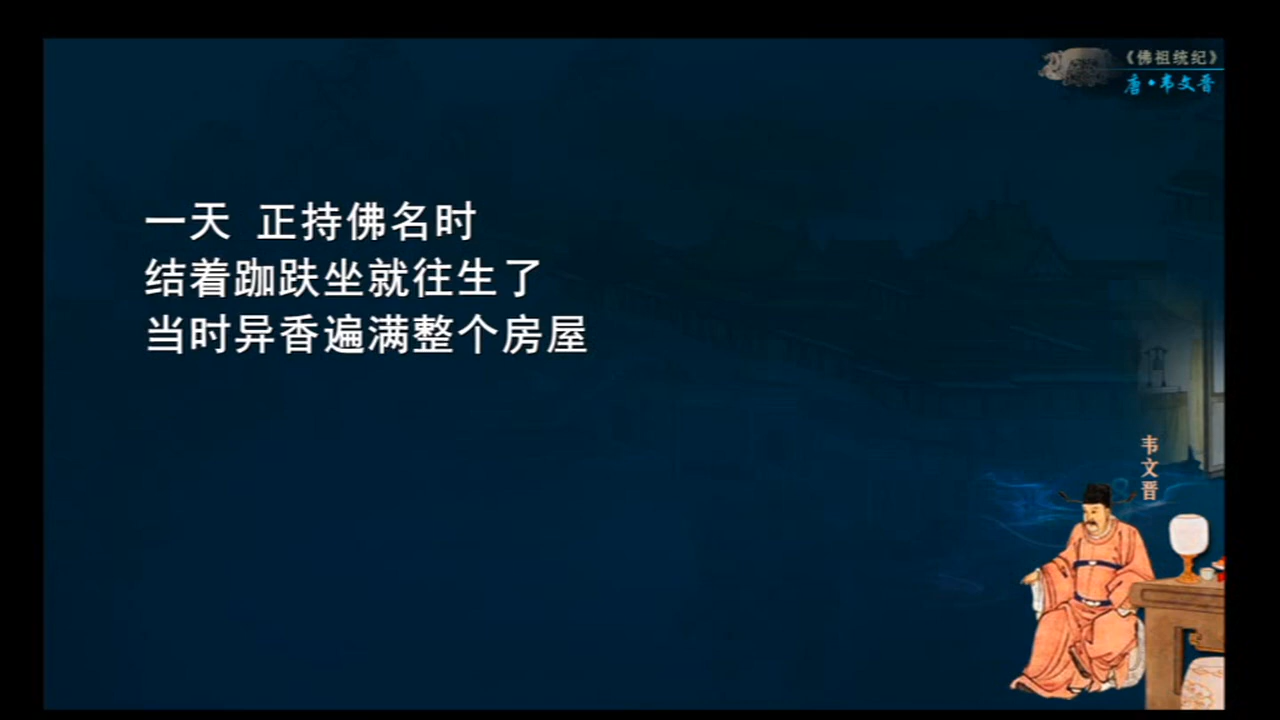 《佛祖统纪》
唐·韦文晋
一天 正持佛名时
结着跏趺坐就往生了
当时异香遍满整个房屋
韦文晋